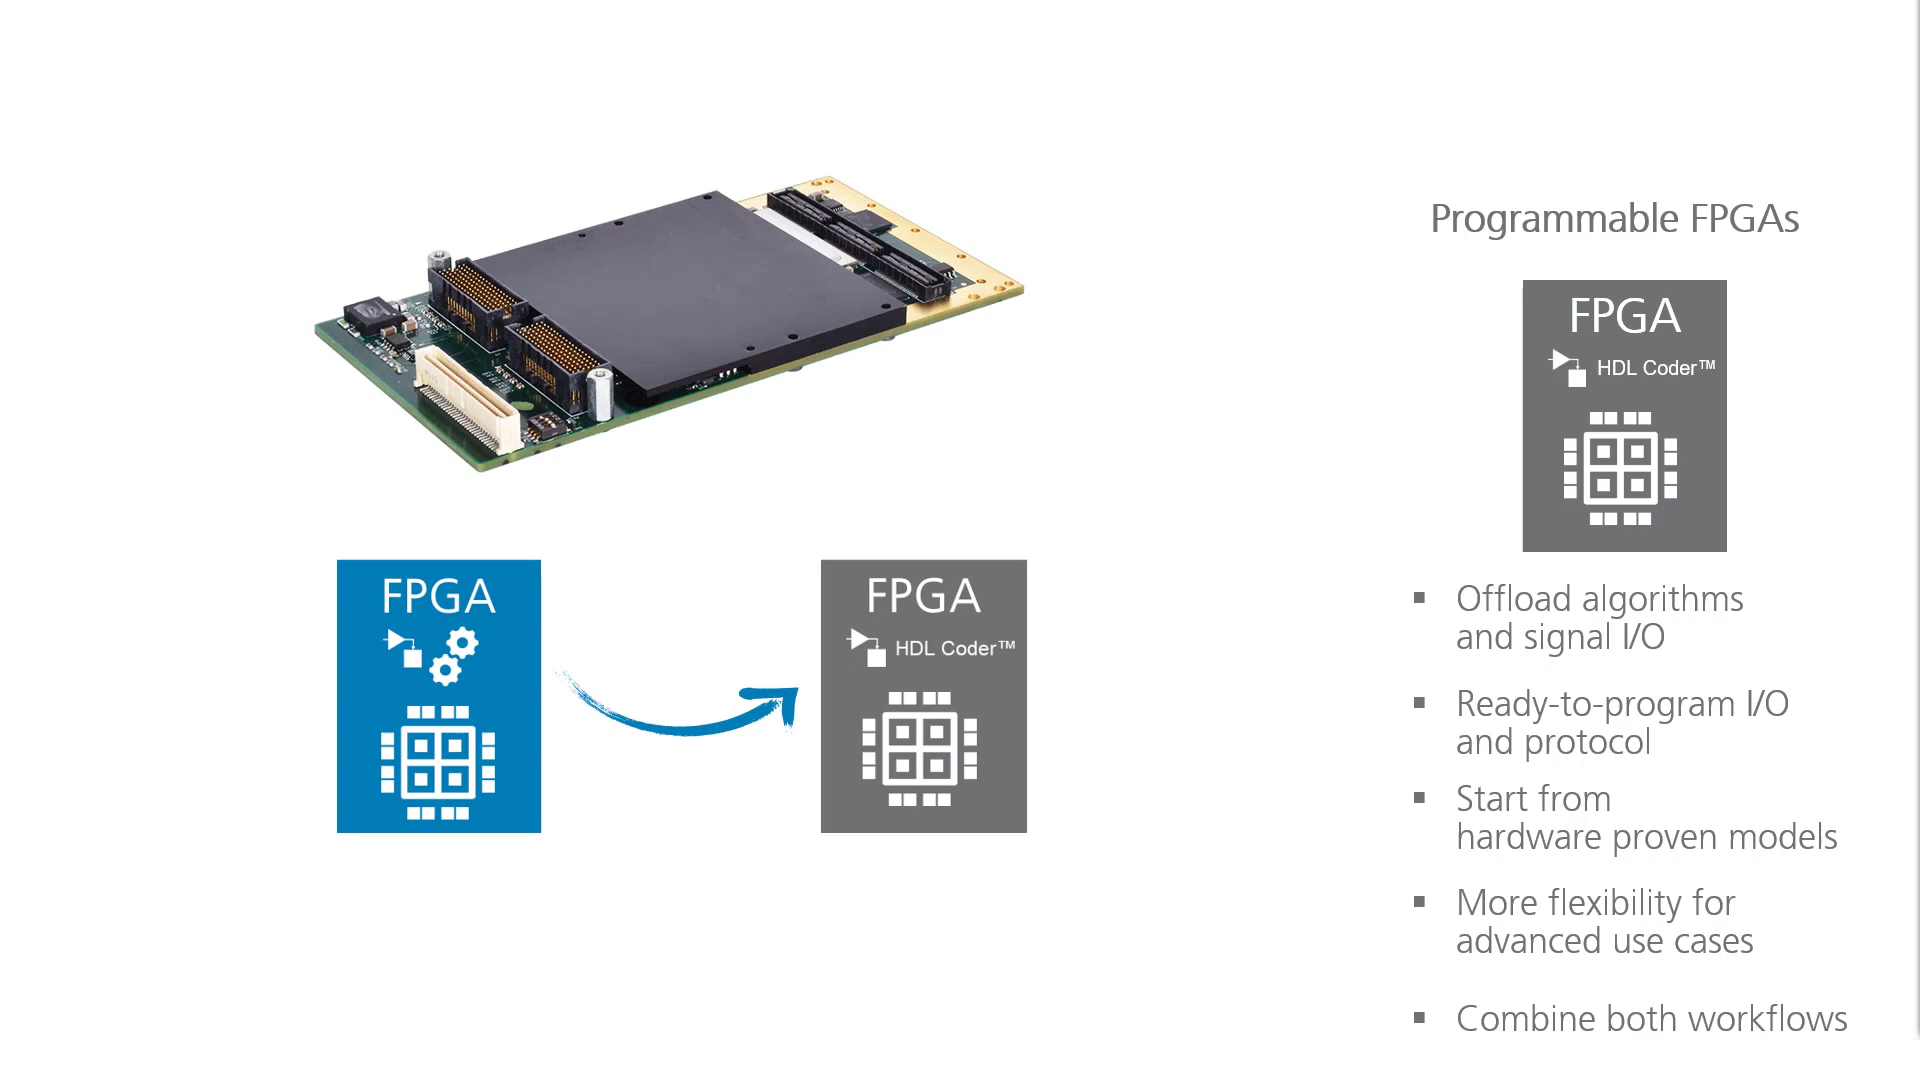 Programmable FPGAs
FPGA
HDL Coder™
FPGA
FPGA
HDL Coder™
▪ Offload algorithms
and signal I/O
▪ Ready-to-program I/O
and protocol
▪ Start from
hardware proven models
▪ More flexibility for
advanced use cases
▪ Combine both workflows